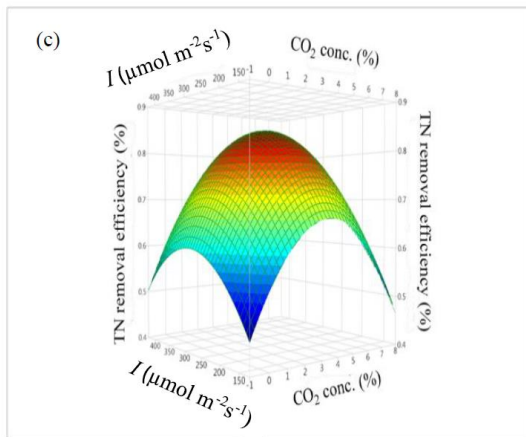 (c)
I (μmol m⁻²s⁻¹)
CO₂ conc. (%)
400 350 300 250 200 150
-1 0 1 2 3 4 5 6 7 8
TN removal efficiency (%)
0.9
0.8
0.7
0.6
0.5
0.4
TN removal efficiency (%)
0.9
0.8
0.7
0.6
0.5
0.4
400 350 300 250 200 150
-1 0 1 2 3 4 5 6 7 8
I (μmol m⁻²s⁻¹)
CO₂ conc. (%)